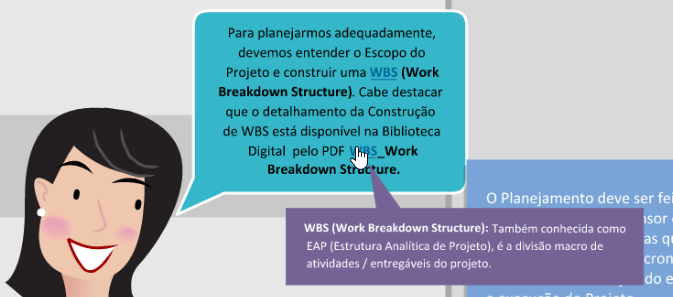 Para planejarmos adequadamente,
devemos entender o Escopo do
Projeto e construir uma WBS (Work
Breakdown Structure). Cabe destacar
que o detalhamento da Construção
de WBS está disponível na Biblioteca
Digital pelo PDF WBS_Work
Breakdown Structure.
WBS (Work Breakdown Structure): Também conhecida como
EAP (Estrutura Analítica de Projeto), é a divisão macro de
atividades / entregáveis do projeto.
O Planejamento deve ser